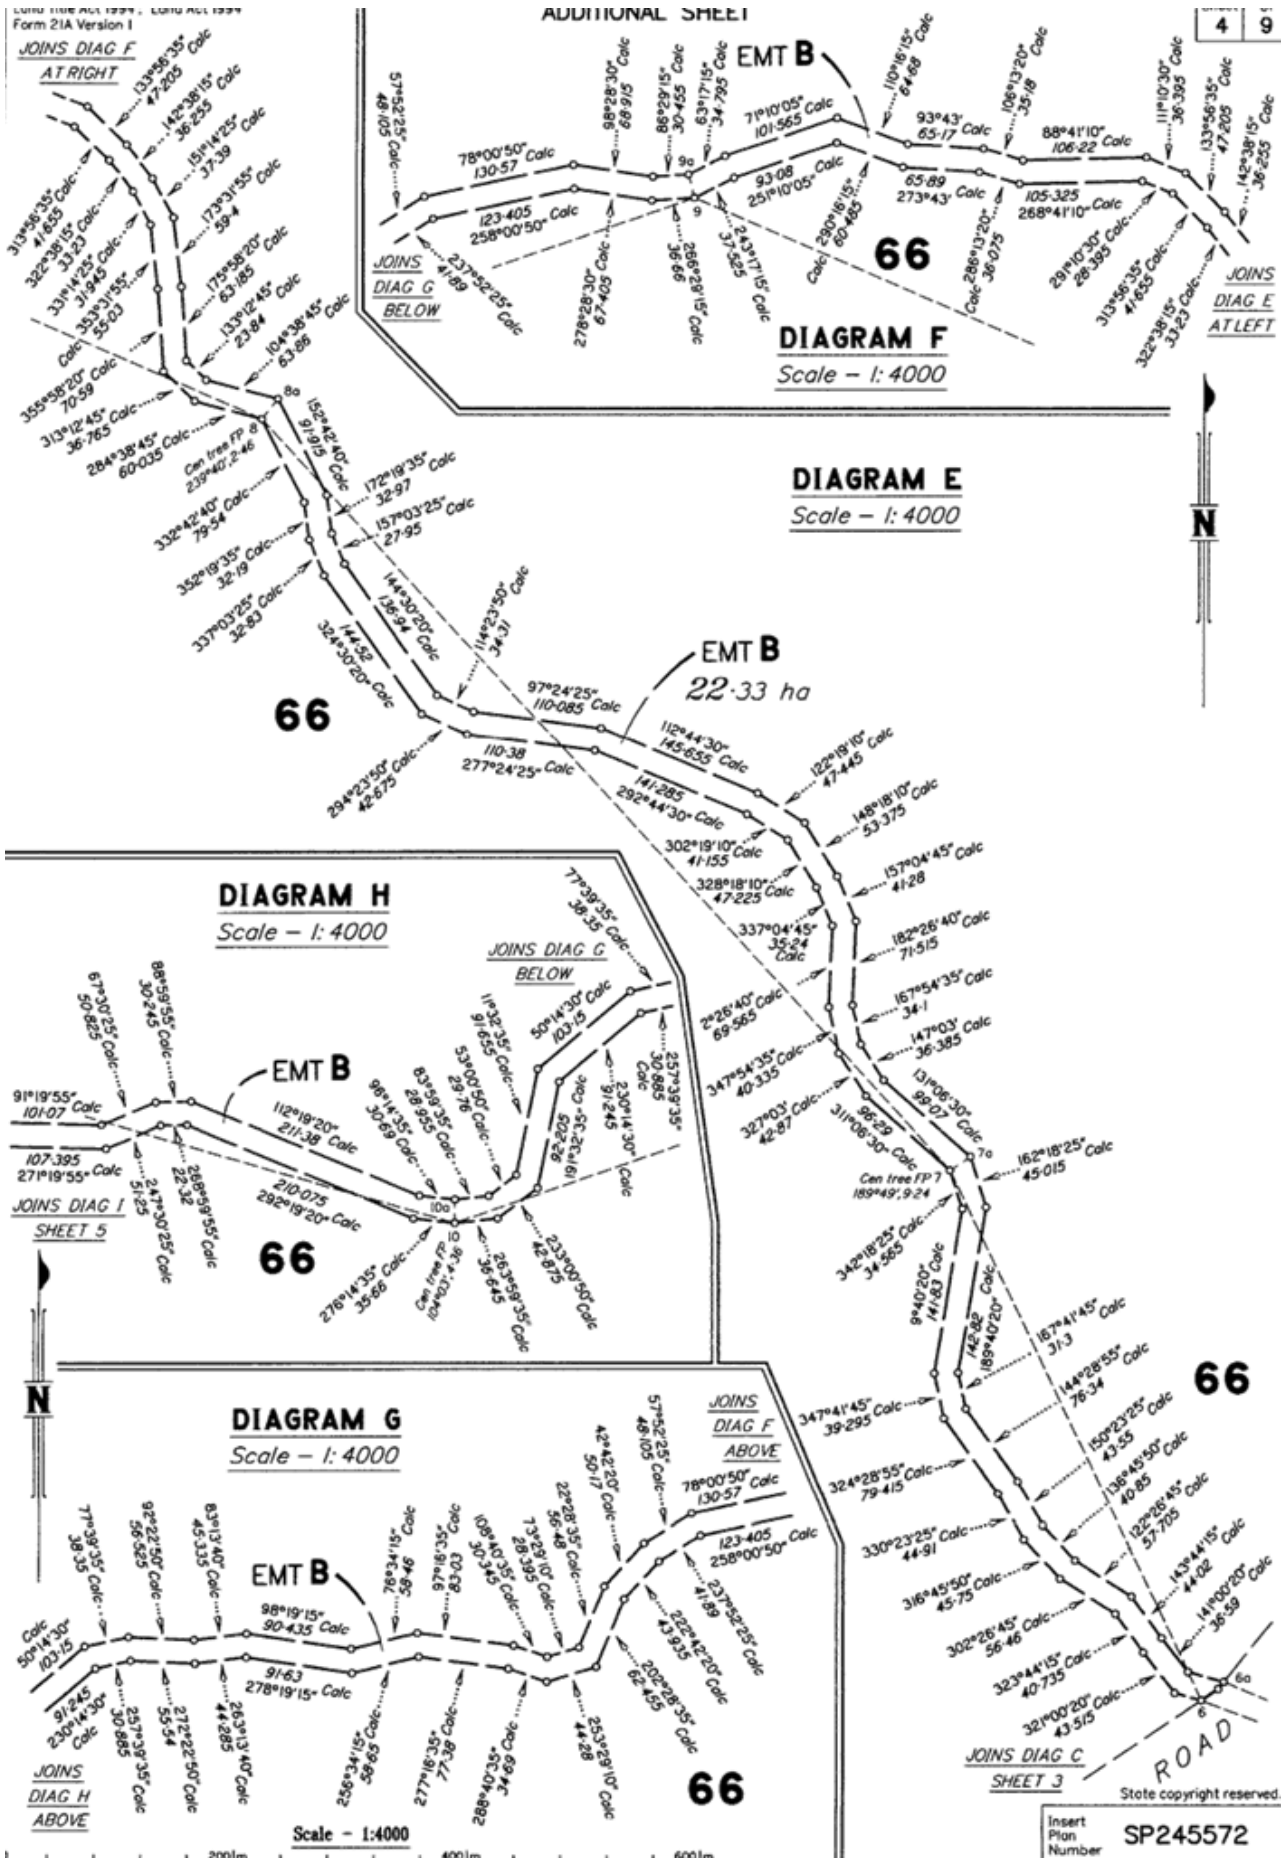 Land Title Act 1994 ; Land Act 1994
Form 21A Version 1
ADDITIONAL SHEET
4
9
JOINS DIAG F
AT RIGHT
133°56'35" Calc
47·205
142°38'15" Calc
36·255
151°14'25" Calc
37·39
173°31'55" Calc
59·4
175°58'20" Calc
63·185
133°12'45" Calc
23·84
104°38'45" Calc
63·86
313°56'35" Calc
41·655
322°38'15" Calc
33·23
331°14'25" Calc
31·945
353°31'55"
55·03
Calc
355°58'20" Calc
70·59
313°12'45" Calc
36·765
284°38'45" Calc
60·035
Cen tree FP 8
239°40', 2·46
8a
152°42'40" Calc
91·915
172°19'35" Calc
32·97
157°03'25" Calc
27·95
332°42'40" Calc
79·54
352°19'35" Calc
32·19
337°03'25" Calc
32·83
144°30'20" Calc
136·94
144·52
324°30'20" Calc
114°23'50" Calc
34·31
EMT B
57°52'25" Calc
48·105
78°00'50" Calc
130·57
98°28'30" Calc
68·915
86°29'15" Calc
30·455
63°17'15" Calc
34·795
71°10'05" Calc
101·565
110°16'15" Calc
64·68
93°43' Calc
65·17
106°13'20" Calc
35·18
88°41'10" Calc
106·22
111°10'30" Calc
36·395
133°56'35" Calc
47·205
142°38'15" Calc
36·255
9a
9
123·405
258°00'50" Calc
237°52'25" Calc
41·89
278°28'30" Calc
67·405
266°29'15" Calc
36·66
243°17'15" Calc
37·525
93·08
251°10'05" Calc
290°16'15"
60·485
Calc
65·89
273°43' Calc
286°13'20"
36·075
Calc
105·325
268°41'10" Calc
291°10'30" Calc
28·395
313°56'35" Calc
41·655
322°38'15" Calc
33·23
66
JOINS
DIAG G
BELOW
JOINS
DIAG E
AT LEFT
DIAGRAM F
Scale – 1: 4000
DIAGRAM E
Scale – 1: 4000
N
66
EMT B
22·33 ha
97°24'25" Calc
110·085
110·38
277°24'25" Calc
294°23'50" Calc
42·675
112°44'30" Calc
145·655
141·285
292°44'30" Calc
122°19'10" Calc
47·445
302°19'10" Calc
41·155
148°18'10" Calc
53·375
328°18'10" Calc
47·225
157°04'45" Calc
41·28
337°04'45"
35·24
Calc
182°26'40" Calc
71·515
2°26'40" Calc
69·565
167°54'35" Calc
34·1
347°54'35" Calc
40·335
147°03' Calc
36·385
327°03' Calc
42·87
131°06'30" Calc
99·07
96·29
311°06'30" Calc
Cen tree FP 7
189°49', 9·24
7a
162°18'25" Calc
45·015
342°18'25" Calc
34·565
9°40'20" Calc
141·83
142·82
189°40'20" Calc
167°41'45" Calc
31·3
347°41'45" Calc
39·295
144°28'55" Calc
76·34
324°28'55" Calc
79·415
150°23'25" Calc
43·55
330°23'25" Calc
44·91
136°45'50" Calc
40·85
316°45'50" Calc
45·75
122°26'45" Calc
57·705
302°26'45" Calc
56·46
143°44'15" Calc
44·02
323°44'15" Calc
40·735
141°00'20" Calc
36·59
321°00'20" Calc
43·515
66
6a
6
ROAD
JOINS DIAG C
SHEET 3
DIAGRAM H
Scale – 1: 4000
JOINS DIAG G
BELOW
77°39'35" Calc
38·35
67°30'25" Calc
50·825
88°59'55" Calc
30·245
91°19'55" Calc
101·07
107·395
271°19'55" Calc
JOINS DIAG I
SHEET 5
EMT B
112°19'20" Calc
211·38
96°14'35" Calc
30·69
83°59'35" Calc
28·955
53°00'50" Calc
29·76
11°32'35" Calc
91·655
50°14'30" Calc
103·15
257°39'35"
30·885
Calc
230°14'30" Calc
91·245
92·205
191°32'35" Calc
247°30'25" Calc
51·25
268°59'55" Calc
22·32
210·075
292°19'20" Calc
10a
10
Cen tree FP
104°03', 4·36
276°14'35" Calc
35·66
263°59'35" Calc
36·645
233°00'50" Calc
42·875
66
N
DIAGRAM G
Scale – 1: 4000
JOINS
DIAG F
ABOVE
77°39'35" Calc
38·35
92°22'50" Calc
56·525
83°13'40" Calc
45·335
EMT B
98°19'15" Calc
90·435
76°34'15" Calc
58·46
97°16'35" Calc
83·03
108°40'35" Calc
30·345
73°29'10" Calc
28·395
22°28'35" Calc
56·48
42°42'20" Calc
50·17
57°52'25" Calc
48·105
78°00'50" Calc
130·57
123·405
258°00'50" Calc
Calc
50°14'30"
103·15
91·245
230°14'30"
Calc
257°39'35" Calc
30·885
272°22'50" Calc
55·54
263°13'40" Calc
44·285
91·63
278°19'15" Calc
256°34'15" Calc
58·65
277°16'35" Calc
77·38
288°40'35" Calc
34·69
253°29'10" Calc
44·28
202°28'35" Calc
62·455
222°42'20" Calc
43·935
237°52'25" Calc
41·89
66
JOINS
DIAG H
ABOVE
Scale - 1:4000
200m
400m
600m
State copyright reserved.
Insert
Plan
Number
SP245572